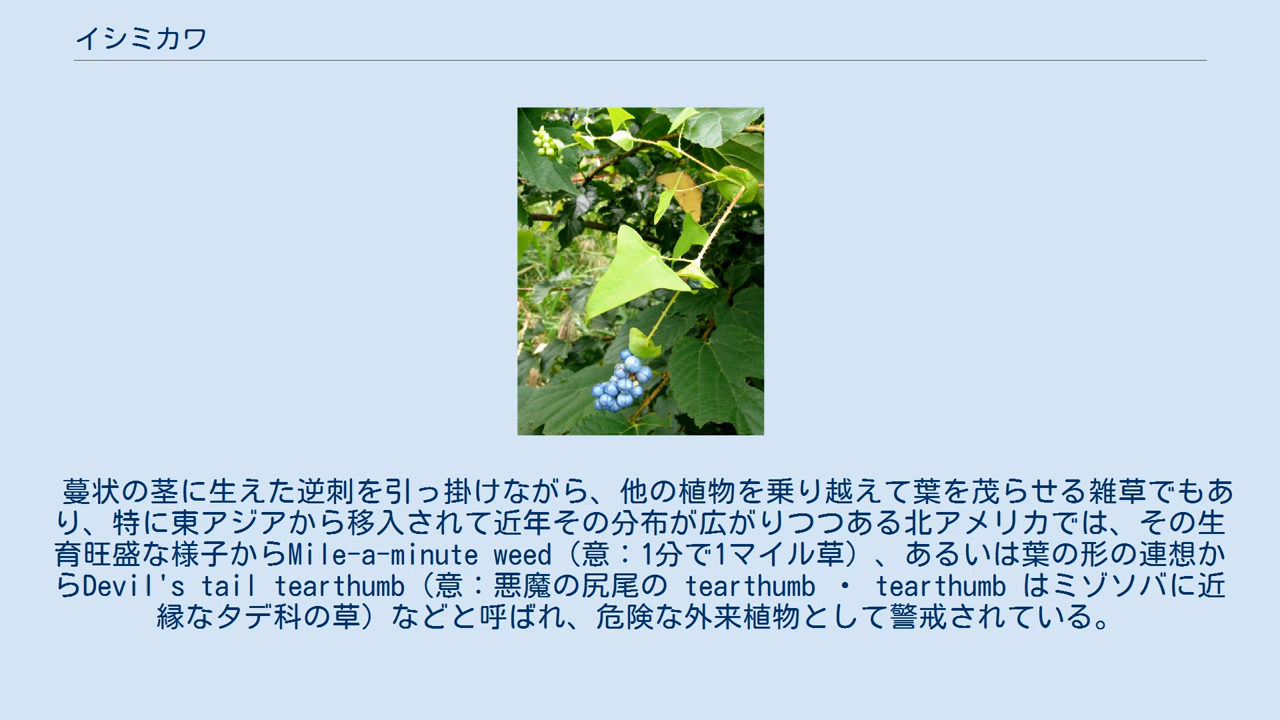 イシミカワ
蔓状の茎に生えた逆刺を引っ掛けながら、他の植物を乗り越えて葉を茂らせる雑草でもあ
り、特に東アジアから移入されて近年その分布が広がりつつある北アメリカでは、その生
育旺盛な様子からMile-a-minute weed（意：1分で1マイル草）、あるいは葉の形の連想か
らDevil's tail tearthumb（意：悪魔の尻尾の tearthumb ・ tearthumb はミゾソバに近
縁なタデ科の草）などと呼ばれ、危険な外来植物として警戒されている。